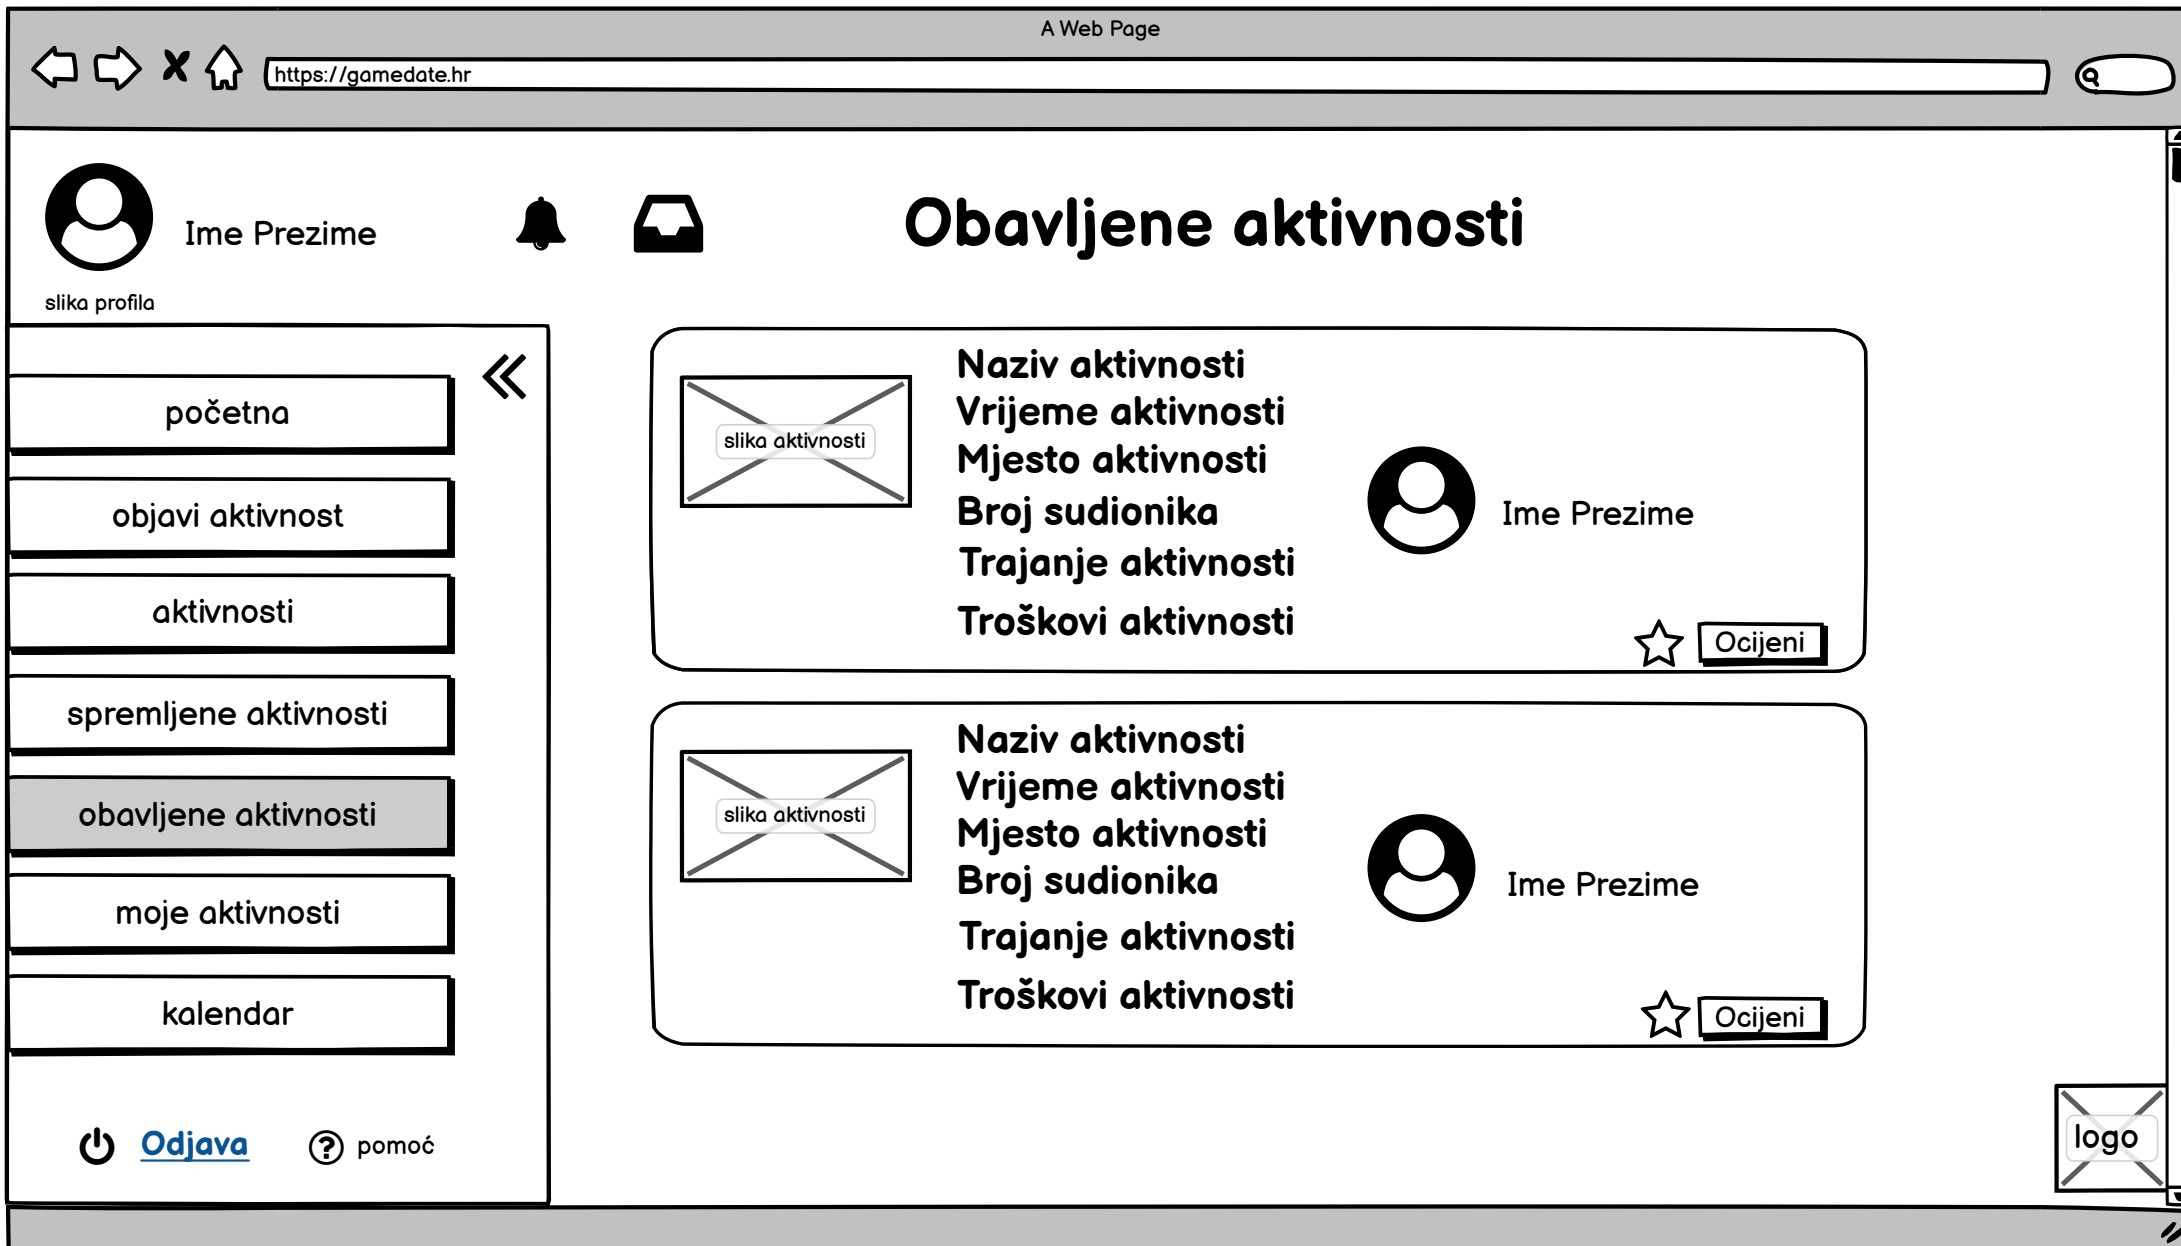 A Web Page
https://gamedate.hr
Ime Prezime
slika profila
Obavljene aktivnosti
početna
objavi aktivnost
aktivnosti
spremljene aktivnosti
obavljene aktivnosti
moje aktivnosti
kalendar
Odjava
pomoć
slika aktivnosti
Naziv aktivnosti
Vrijeme aktivnosti
Mjesto aktivnosti
Broj sudionika
Trajanje aktivnosti
Troškovi aktivnosti
Ime Prezime
Ocijeni
slika aktivnosti
Naziv aktivnosti
Vrijeme aktivnosti
Mjesto aktivnosti
Broj sudionika
Trajanje aktivnosti
Troškovi aktivnosti
Ime Prezime
Ocijeni
logo